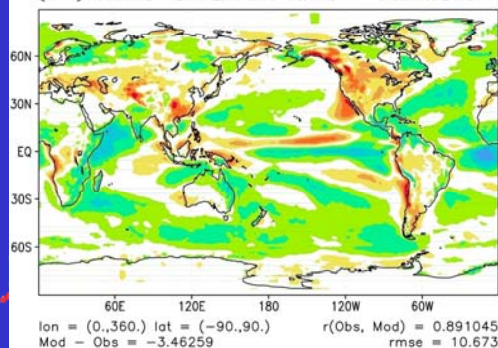 60N
30N
EQ
30S
60S
60E 120E 180 120W 60W
lon = (0.,360.) lat = (-90.,90.) r(Obs, Mod) = 0.891045
Mod - Obs = -3.46259 rmse = 10.673